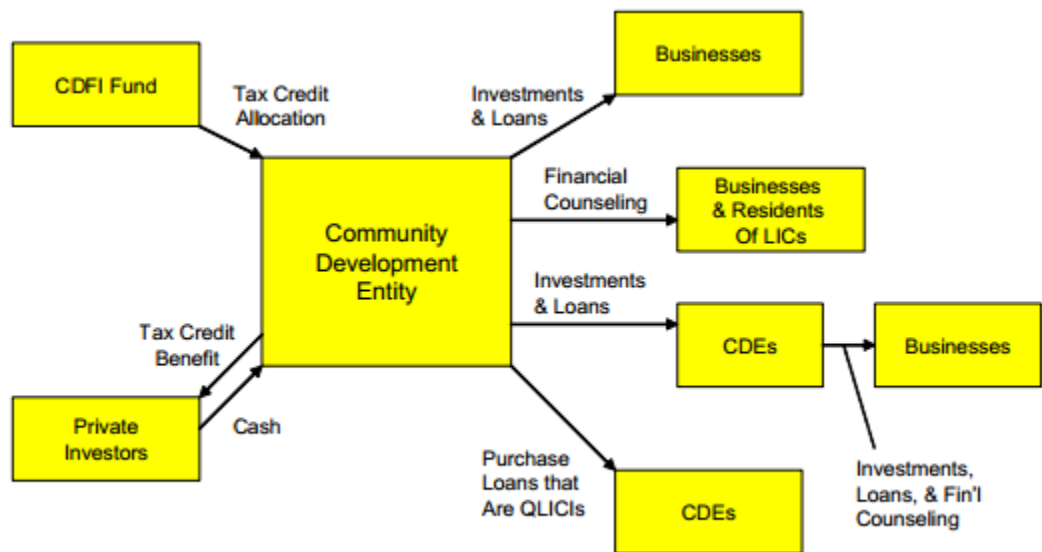 CDFI Fund
Tax Credit
Allocation
Investments
& Loans
Businesses
Financial
Counseling
Businesses
& Residents
Of LICs
Community
Development
Entity
Investments
& Loans
CDEs
Businesses
Tax Credit
Benefit
Private
Investors
Cash
Purchase
Loans that
Are QLICIs
CDEs
Investments,
Loans, & Fin'l
Counseling